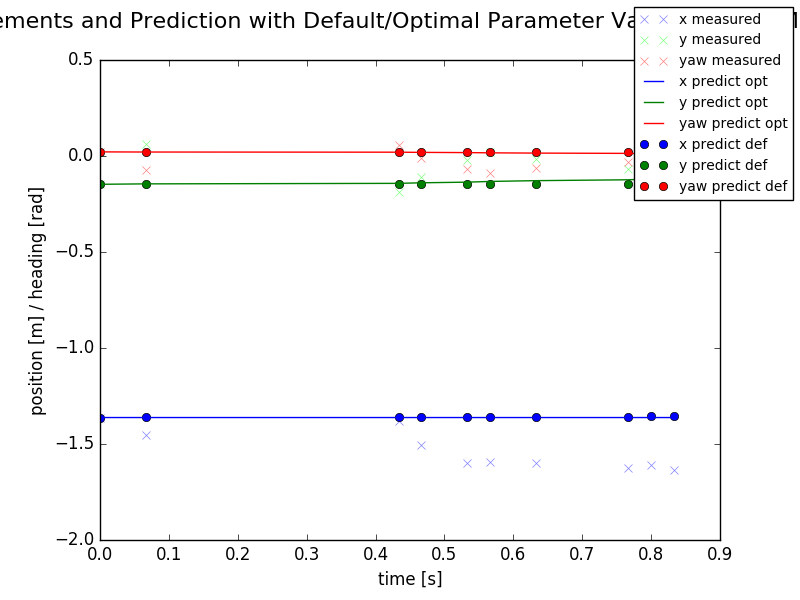 ements and Prediction with Default/Optimal Parameter Va
x measured
y measured
yaw measured
x predict opt
y predict opt
yaw predict opt
x predict def
y predict def
yaw predict def
0.5
0.0
−0.5
−1.0
−1.5
−2.0
position [m] / heading [rad]
0.0 0.1 0.2 0.3 0.4 0.5 0.6 0.7 0.8 0.9
time [s]